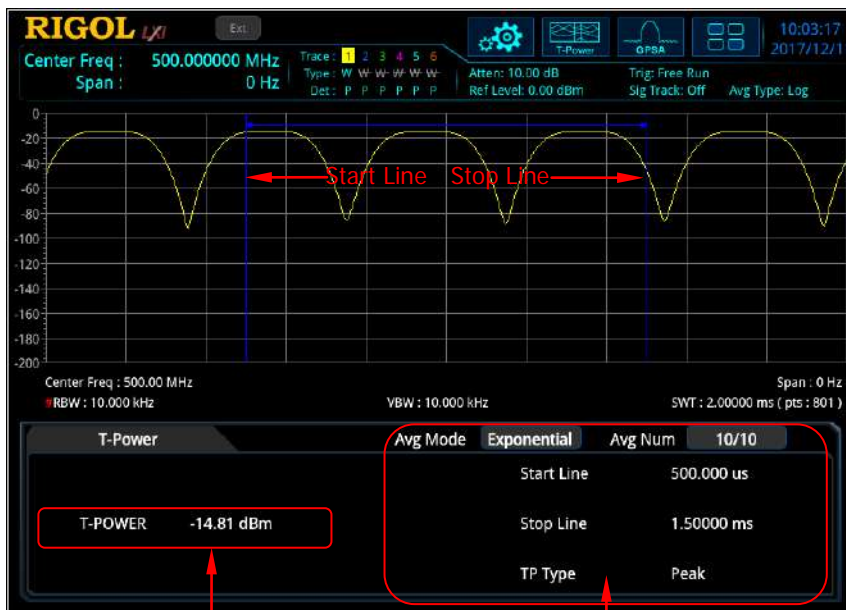 RIGOL LXI Ext
T-Power GPSA 10:03:17
2017/12/1
Center Freq : 500.000000 MHz
Span : 0 Hz
Trace : 1 2 3 4 5 6
Type : W W W W W W
Det : P P P P P P
Atten: 10.00 dB
Ref Level: 0.00 dBm
Trig: Free Run
Sig Track: Off Avg Type: Log
0
-20
-40
-60
-80
-100
-120
-140
-160
-180
-200
Start Line Stop Line
Center Freq : 500.00 MHz Span : 0 Hz
#RBW : 10.000 kHz VBW : 10.000 kHz SWT : 2.00000 ms ( pts : 801 )
T-Power Avg Mode Exponential Avg Num 10/10
Start Line 500.000 us
T-POWER -14.81 dBm Stop Line 1.50000 ms
TP Type Peak